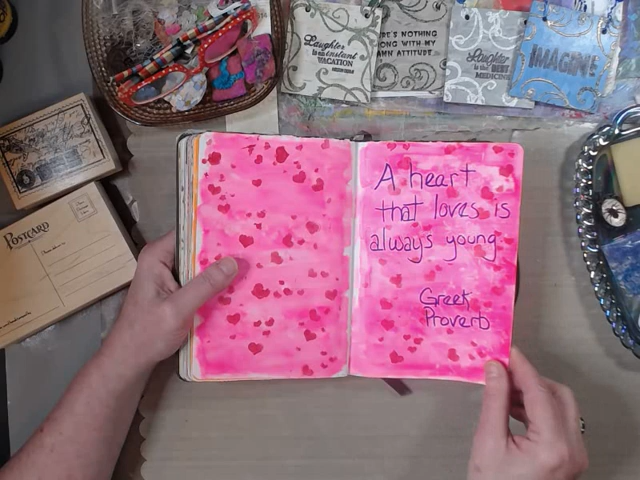 Laughter
is an instant
VACATION
THERE'S NOTHING
WRONG WITH MY
DAMN ATTITUDE
Laughter
is the BEST
MEDICINE
IMAGINE
POSTCARD
A heart
that loves is
always young
Greek
Proverb